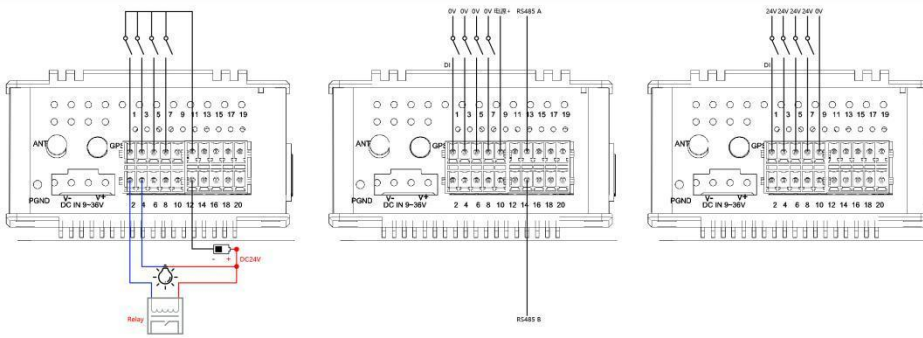 0V 0V 0V 0V 电源+ RS485 A
24V 24V 24V 24V 0V
DI
DI
1 3 5 7 9 11 13 15 17 19
ANT
GPS
PGND
V- V+
DC IN 9~36V
2 4 6 8 10 12 14 16 18 20
- + DC24V
Relay
1 3 5 7 9 11 13 15 17 19
ANT
GPS
PGND
V- V+
DC IN 9~36V
2 4 6 8 10 12 14 16 18 20
RS485 B
1 3 5 7 9 11 13 15 17 19
ANT
GPS
PGND
V- V+
DC IN 9~36V
2 4 6 8 10 12 14 16 18 20